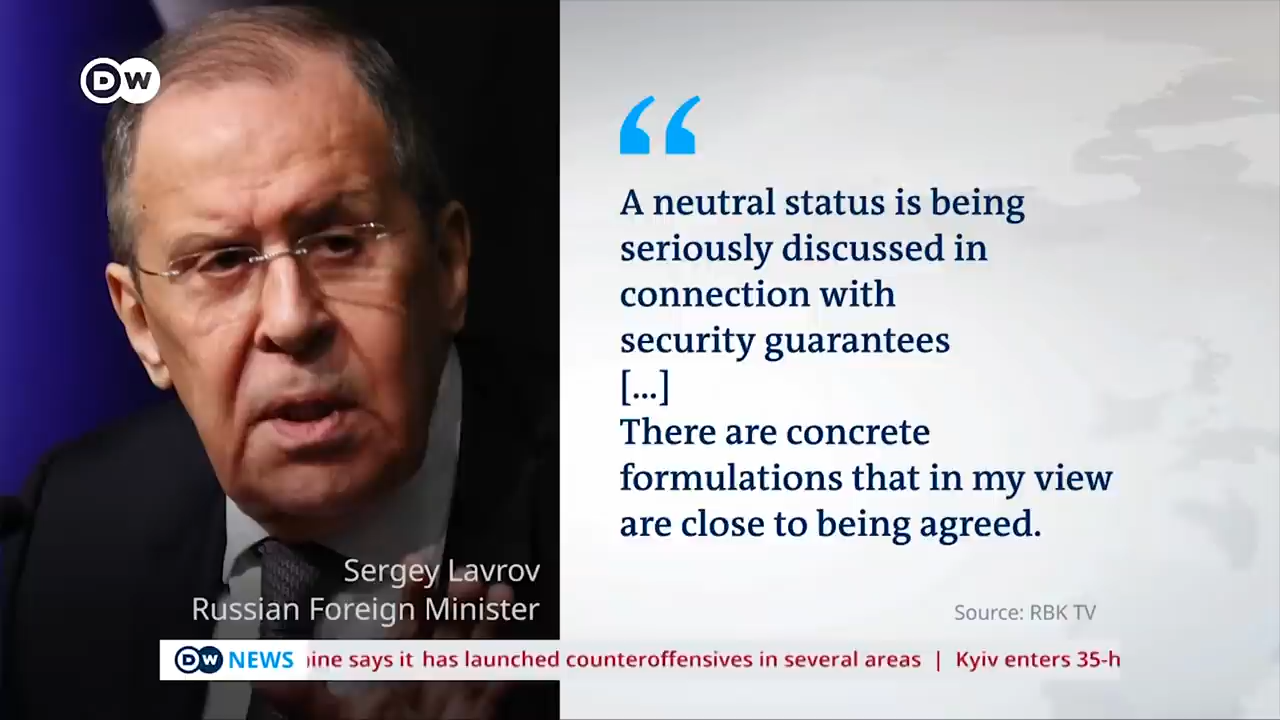 DW
“
A neutral status is being
seriously discussed in
connection with
security guarantees
[...]
There are concrete
formulations that in my view
are close to being agreed.
Sergey Lavrov
Russian Foreign Minister
Source: RBK TV
DW NEWS says it has launched counteroffensives in several areas | Kyiv enters 35-h